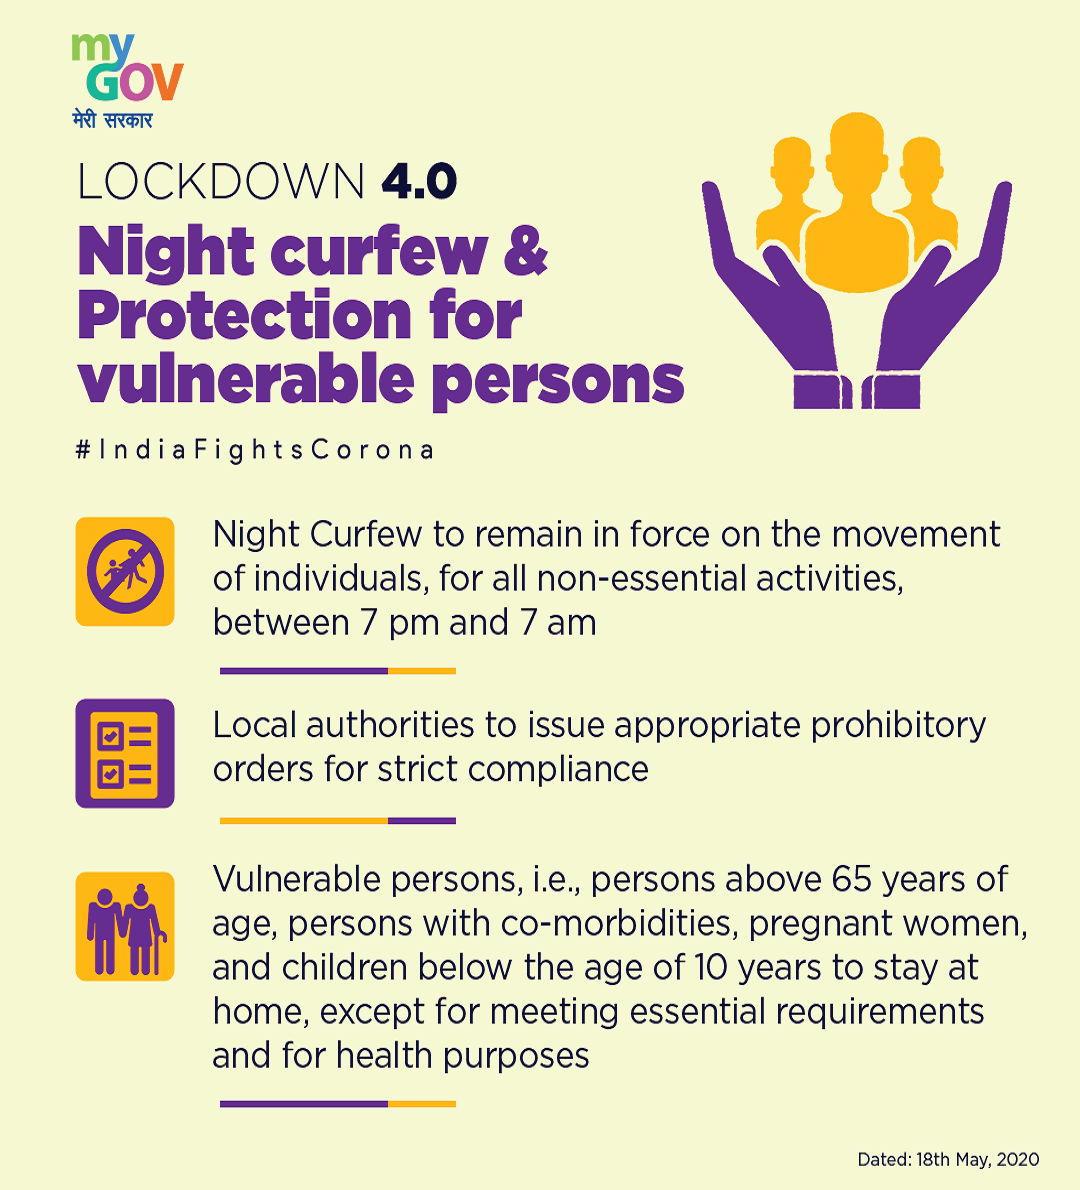 my
GOV
मेरी सरकार
LOCKDOWN 4.0
Night curfew &
Protection for
vulnerable persons
#IndiaFightsCorona
Night Curfew to remain in force on the movement
of individuals, for all non-essential activities,
between 7 pm and 7 am
Local authorities to issue appropriate prohibitory
orders for strict compliance
Vulnerable persons, i.e., persons above 65 years of
age, persons with co-morbidities, pregnant women,
and children below the age of 10 years to stay at
home, except for meeting essential requirements
and for health purposes
Dated: 18th May, 2020